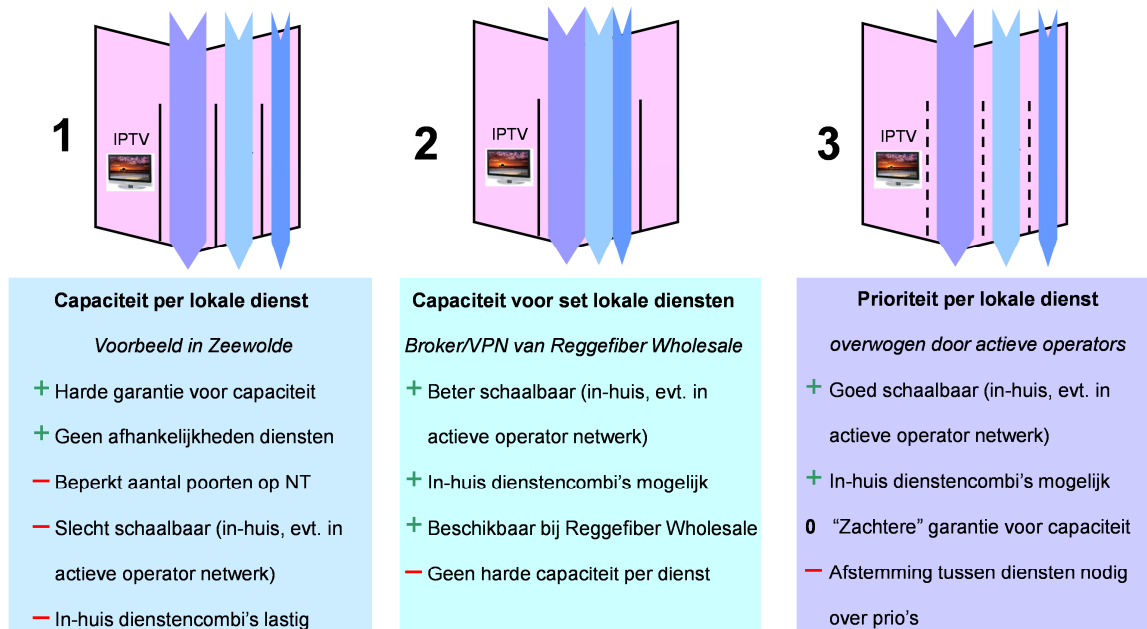 1
IPTV
2
IPTV
3
IPTV
Capaciteit per lokale dienst
Voorbeeld in Zeewolde
+ Harde garantie voor capaciteit
+ Geen afhankelijkheden diensten
– Beperkt aantal poorten op NT
– Slecht schaalbaar (in-huis, evt. in
actieve operator netwerk)
– In-huis dienstencombi's lastig
Capaciteit voor set lokale diensten
Broker/VPN van Reggefiber Wholesale
+ Beter schaalbaar (in-huis, evt. in
actieve operator netwerk)
+ In-huis dienstencombi's mogelijk
+ Beschikbaar bij Reggefiber Wholesale
– Geen harde capaciteit per dienst
Prioriteit per lokale dienst
overwogen door actieve operators
+ Goed schaalbaar (in-huis, evt. in
actieve operator netwerk)
+ In-huis dienstencombi's mogelijk
0 “Zachtere” garantie voor capaciteit
– Afstemming tussen diensten nodig
over prio's